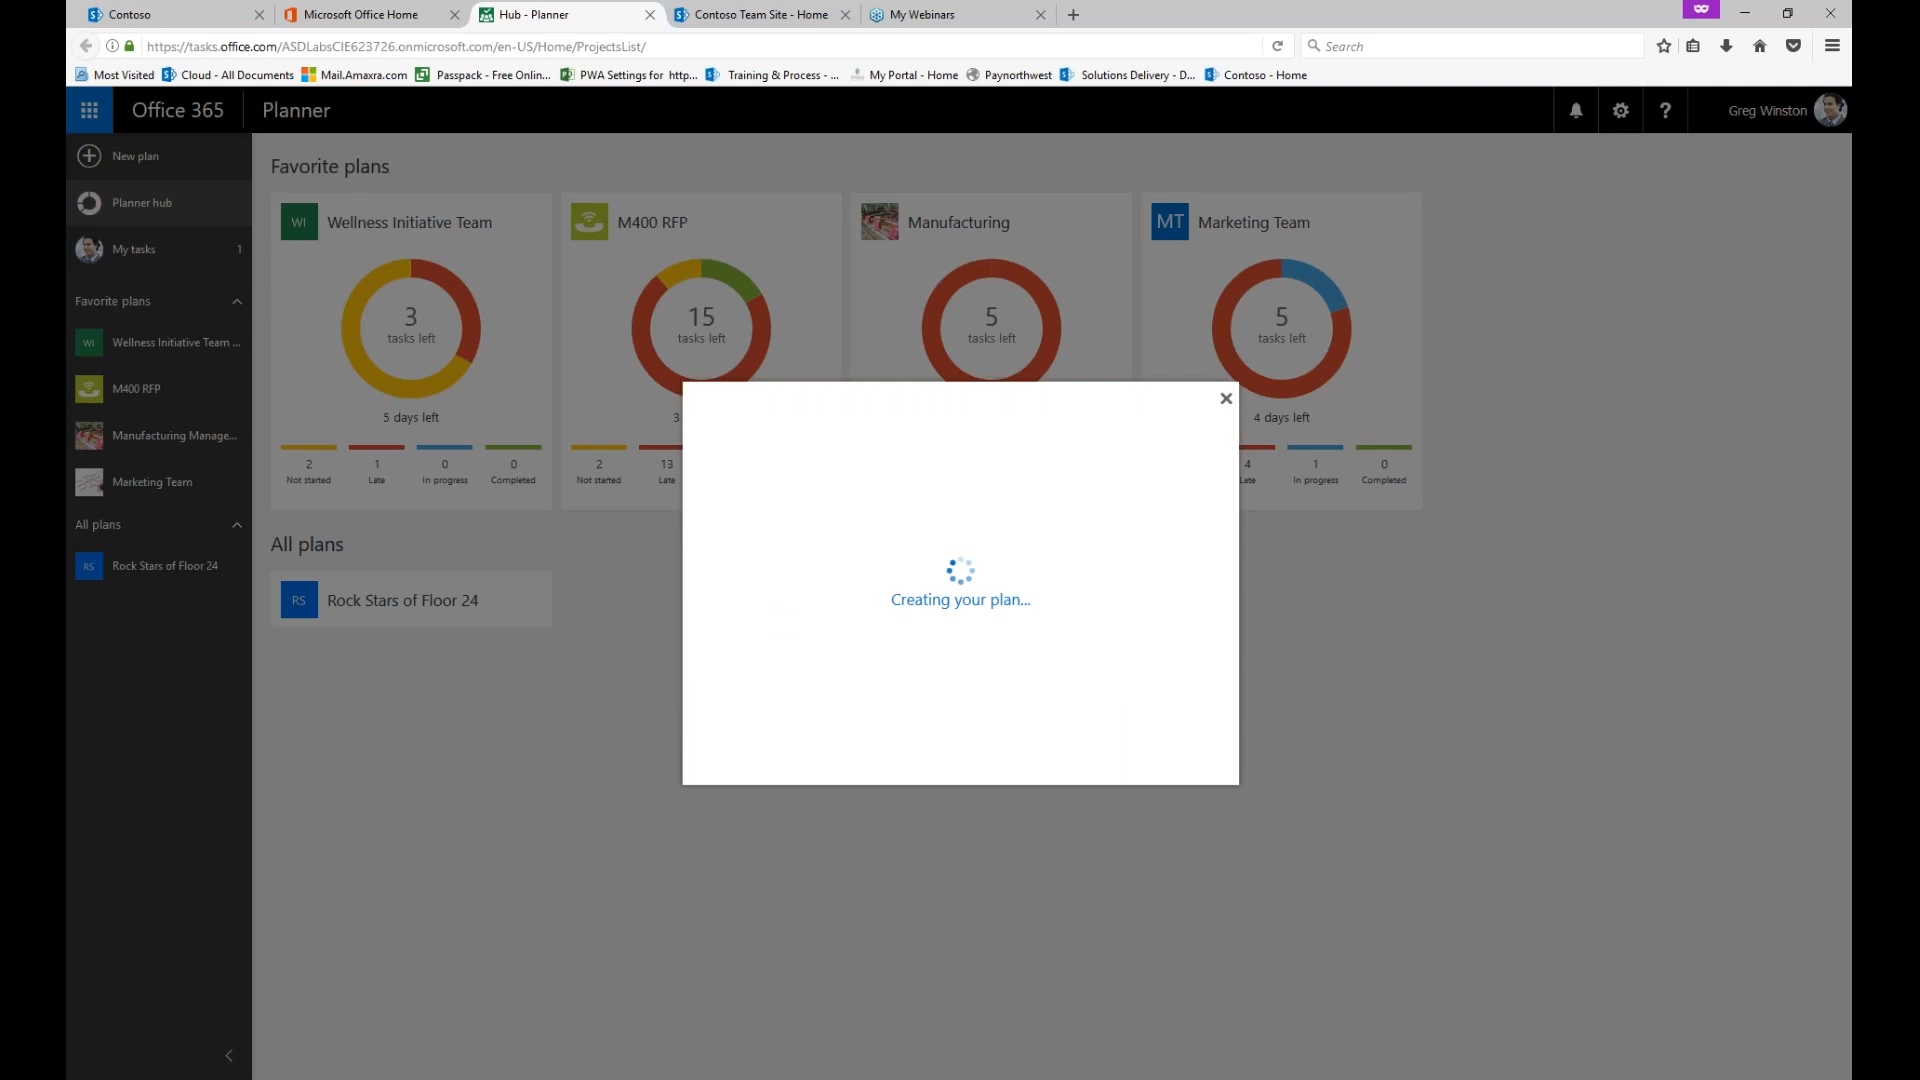 Contoso
Microsoft Office Home
Hub - Planner
Contoso Team Site - Home
My Webinars
https://tasks.office.com/ASDLabsCIE623726.onmicrosoft.com/en-US/Home/ProjectsList/
Search
Most Visited
Cloud - All Documents
Mail.Amaxra.com
Passpack - Free Onlin...
PWA Settings for http...
Training & Process - ...
My Portal - Home
Paynorthwest
Solutions Delivery - D...
Contoso - Home
Office 365
Planner
Greg Winston
New plan
Planner hub
My tasks 1
Favorite plans
WI Wellness Initiative Team ...
M400 RFP
Manufacturing Manage...
Marketing Team
All plans
RS Rock Stars of Floor 24
Favorite plans
WI Wellness Initiative Team
3
tasks left
5 days left
2 1 0 0
Not started Late In progress Completed
M400 RFP
15
tasks left
3
2 13
Not started Late
Manufacturing
5
tasks left
MT Marketing Team
5
tasks left
4 days left
4 1 0
Late In progress Completed
All plans
RS Rock Stars of Floor 24
Creating your plan...